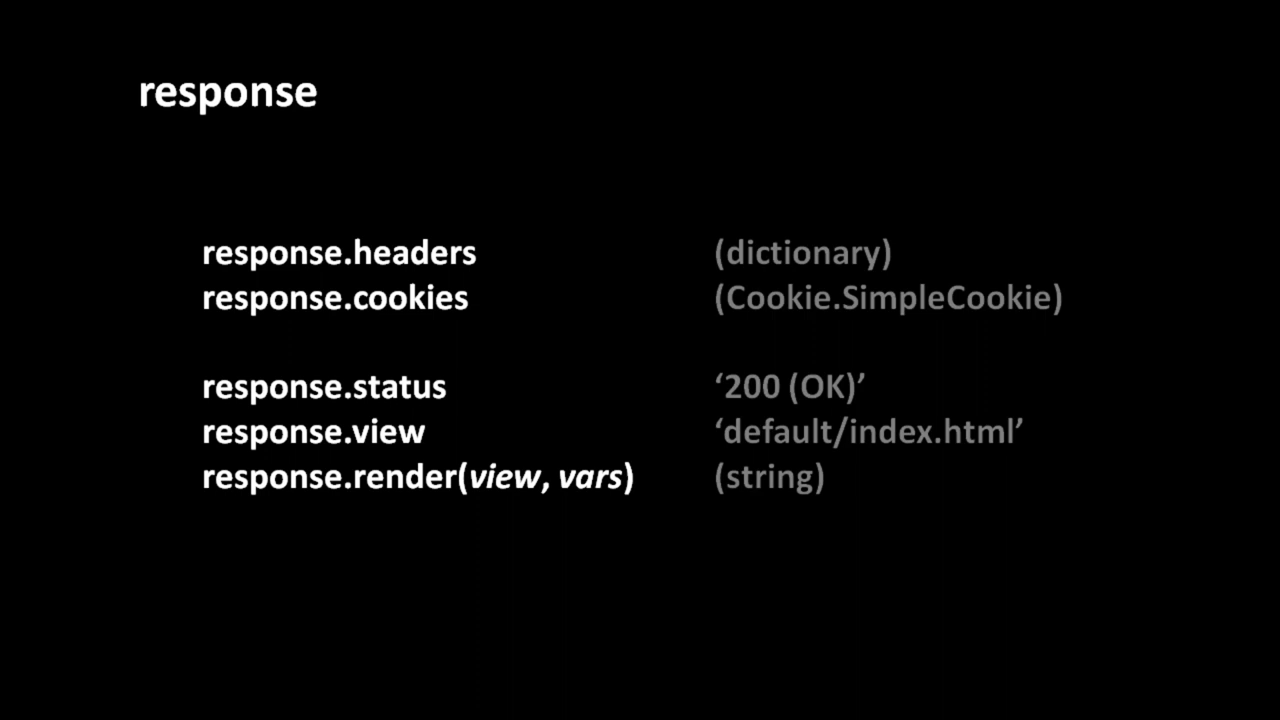 response
response.headers (dictionary)
response.cookies (Cookie.SimpleCookie)
response.status ‘200 (OK)’
response.view ‘default/index.html’
response.render(view, vars) (string)